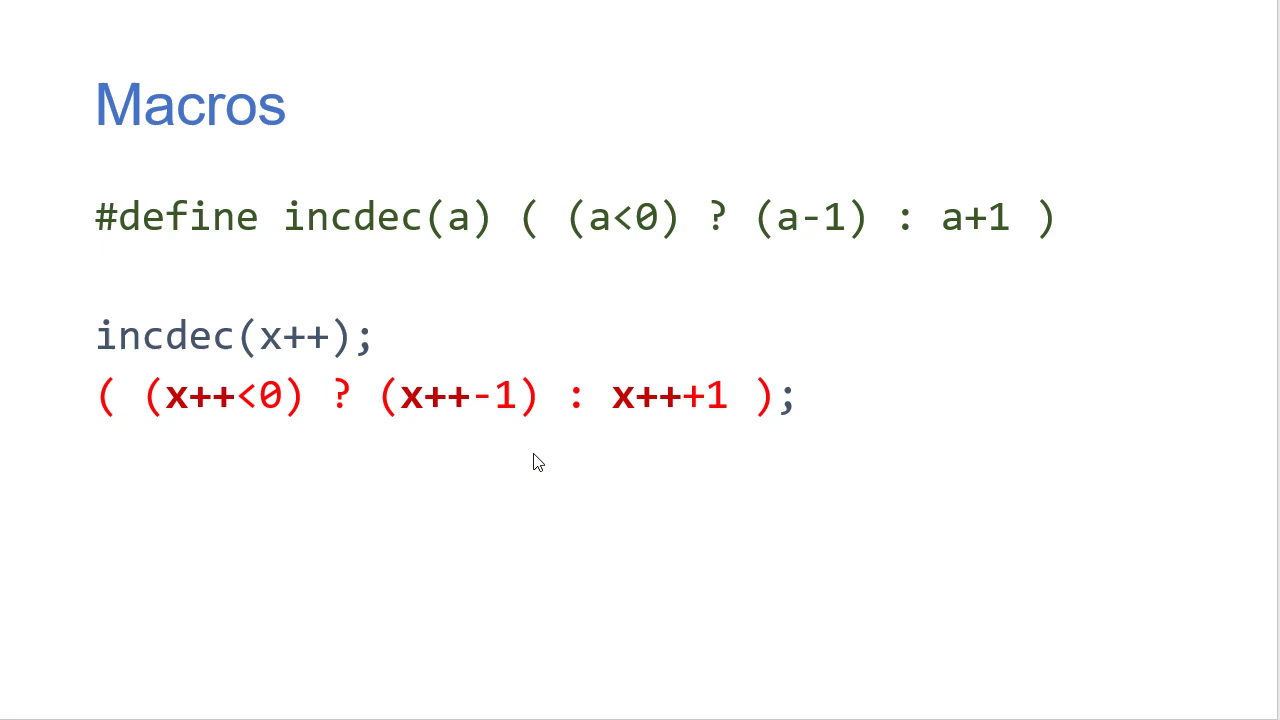 Macros
#define incdec(a) ( (a<0) ? (a-1) : a+1 )
incdec(x++);
( (x++<0) ? (x++-1) : x+++1 );